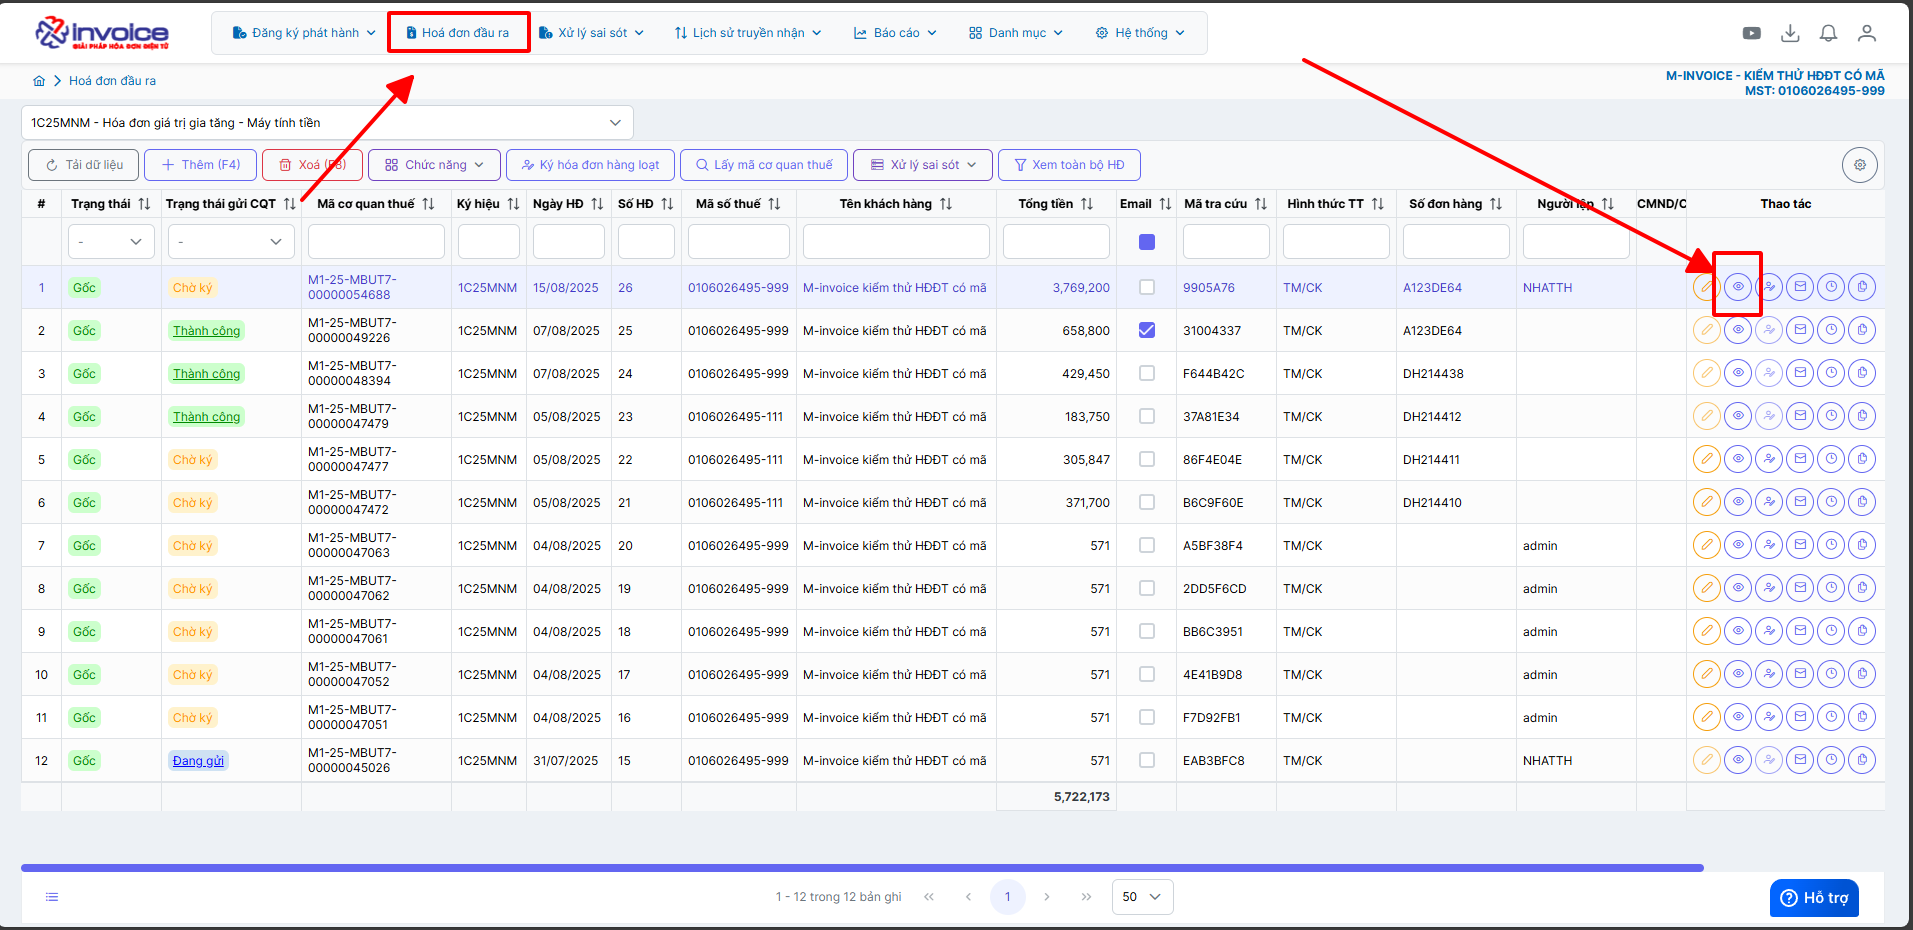 invoice
GIẢI PHÁP HÓA ĐƠN ĐIỆN TỬ
Đăng ký phát hành
Hoá đơn đầu ra
Xử lý sai sót
Lịch sử truyền nhận
Báo cáo
Danh mục
Hệ thống
Hoá đơn đầu ra
M-INVOICE - KIỂM THỬ HĐĐT CÓ MÃ
MST: 0106026495-999
1C25MNM - Hóa đơn giá trị gia tăng - Máy tính tiền
Tải dữ liệu
Thêm (F4)
Xoá (F8)
Chức năng
Ký hóa đơn hàng loạt
Lấy mã cơ quan thuế
Xử lý sai sót
Xem toàn bộ HĐ
# Trạng thái Trạng thái gửi CQT Mã cơ quan thuế Ký hiệu Ngày HĐ Số HĐ Mã số thuế Tên khách hàng Tổng tiền Email Mã tra cứu Hình thức TT Số đơn hàng Người lập CMND/C Thao tác
- -
1 Gốc Chờ ký M1-25-MBUT7-00000054688 1C25MNM 15/08/2025 26 0106026495-999 M-invoice kiểm thử HĐĐT có mã 3,769,200 9905A76 TM/CK A123DE64 NHATTH
2 Gốc Thành công M1-25-MBUT7-00000049226 1C25MNM 07/08/2025 25 0106026495-999 M-invoice kiểm thử HĐĐT có mã 658,800 31004337 TM/CK A123DE64
3 Gốc Thành công M1-25-MBUT7-00000048394 1C25MNM 07/08/2025 24 0106026495-999 M-invoice kiểm thử HĐĐT có mã 429,450 F644B42C TM/CK DH214438
4 Gốc Thành công M1-25-MBUT7-00000047479 1C25MNM 05/08/2025 23 0106026495-111 M-invoice kiểm thử HĐĐT có mã 183,750 37A81E34 TM/CK DH214412
5 Gốc Chờ ký M1-25-MBUT7-00000047477 1C25MNM 05/08/2025 22 0106026495-111 M-invoice kiểm thử HĐĐT có mã 305,847 86F4E04E TM/CK DH214411
6 Gốc Chờ ký M1-25-MBUT7-00000047472 1C25MNM 05/08/2025 21 0106026495-111 M-invoice kiểm thử HĐĐT có mã 371,700 B6C9F60E TM/CK DH214410
7 Gốc Chờ ký M1-25-MBUT7-00000047063 1C25MNM 04/08/2025 20 0106026495-999 M-invoice kiểm thử HĐĐT có mã 571 A5BF38F4 TM/CK admin
8 Gốc Chờ ký M1-25-MBUT7-00000047062 1C25MNM 04/08/2025 19 0106026495-999 M-invoice kiểm thử HĐĐT có mã 571 2DD5F6CD TM/CK admin
9 Gốc Chờ ký M1-25-MBUT7-00000047061 1C25MNM 04/08/2025 18 0106026495-999 M-invoice kiểm thử HĐĐT có mã 571 BB6C3951 TM/CK admin
10 Gốc Chờ ký M1-25-MBUT7-00000047052 1C25MNM 04/08/2025 17 0106026495-999 M-invoice kiểm thử HĐĐT có mã 571 4E41B9D8 TM/CK admin
11 Gốc Chờ ký M1-25-MBUT7-00000047051 1C25MNM 04/08/2025 16 0106026495-999 M-invoice kiểm thử HĐĐT có mã 571 F7D92FB1 TM/CK admin
12 Gốc Đang gửi M1-25-MBUT7-00000045026 1C25MNM 31/07/2025 15 0106026495-999 M-invoice kiểm thử HĐĐT có mã 571 EAB3BFC8 TM/CK NHATTH
5,722,173
1 - 12 trong 12 bản ghi
1
50
Hỗ trợ